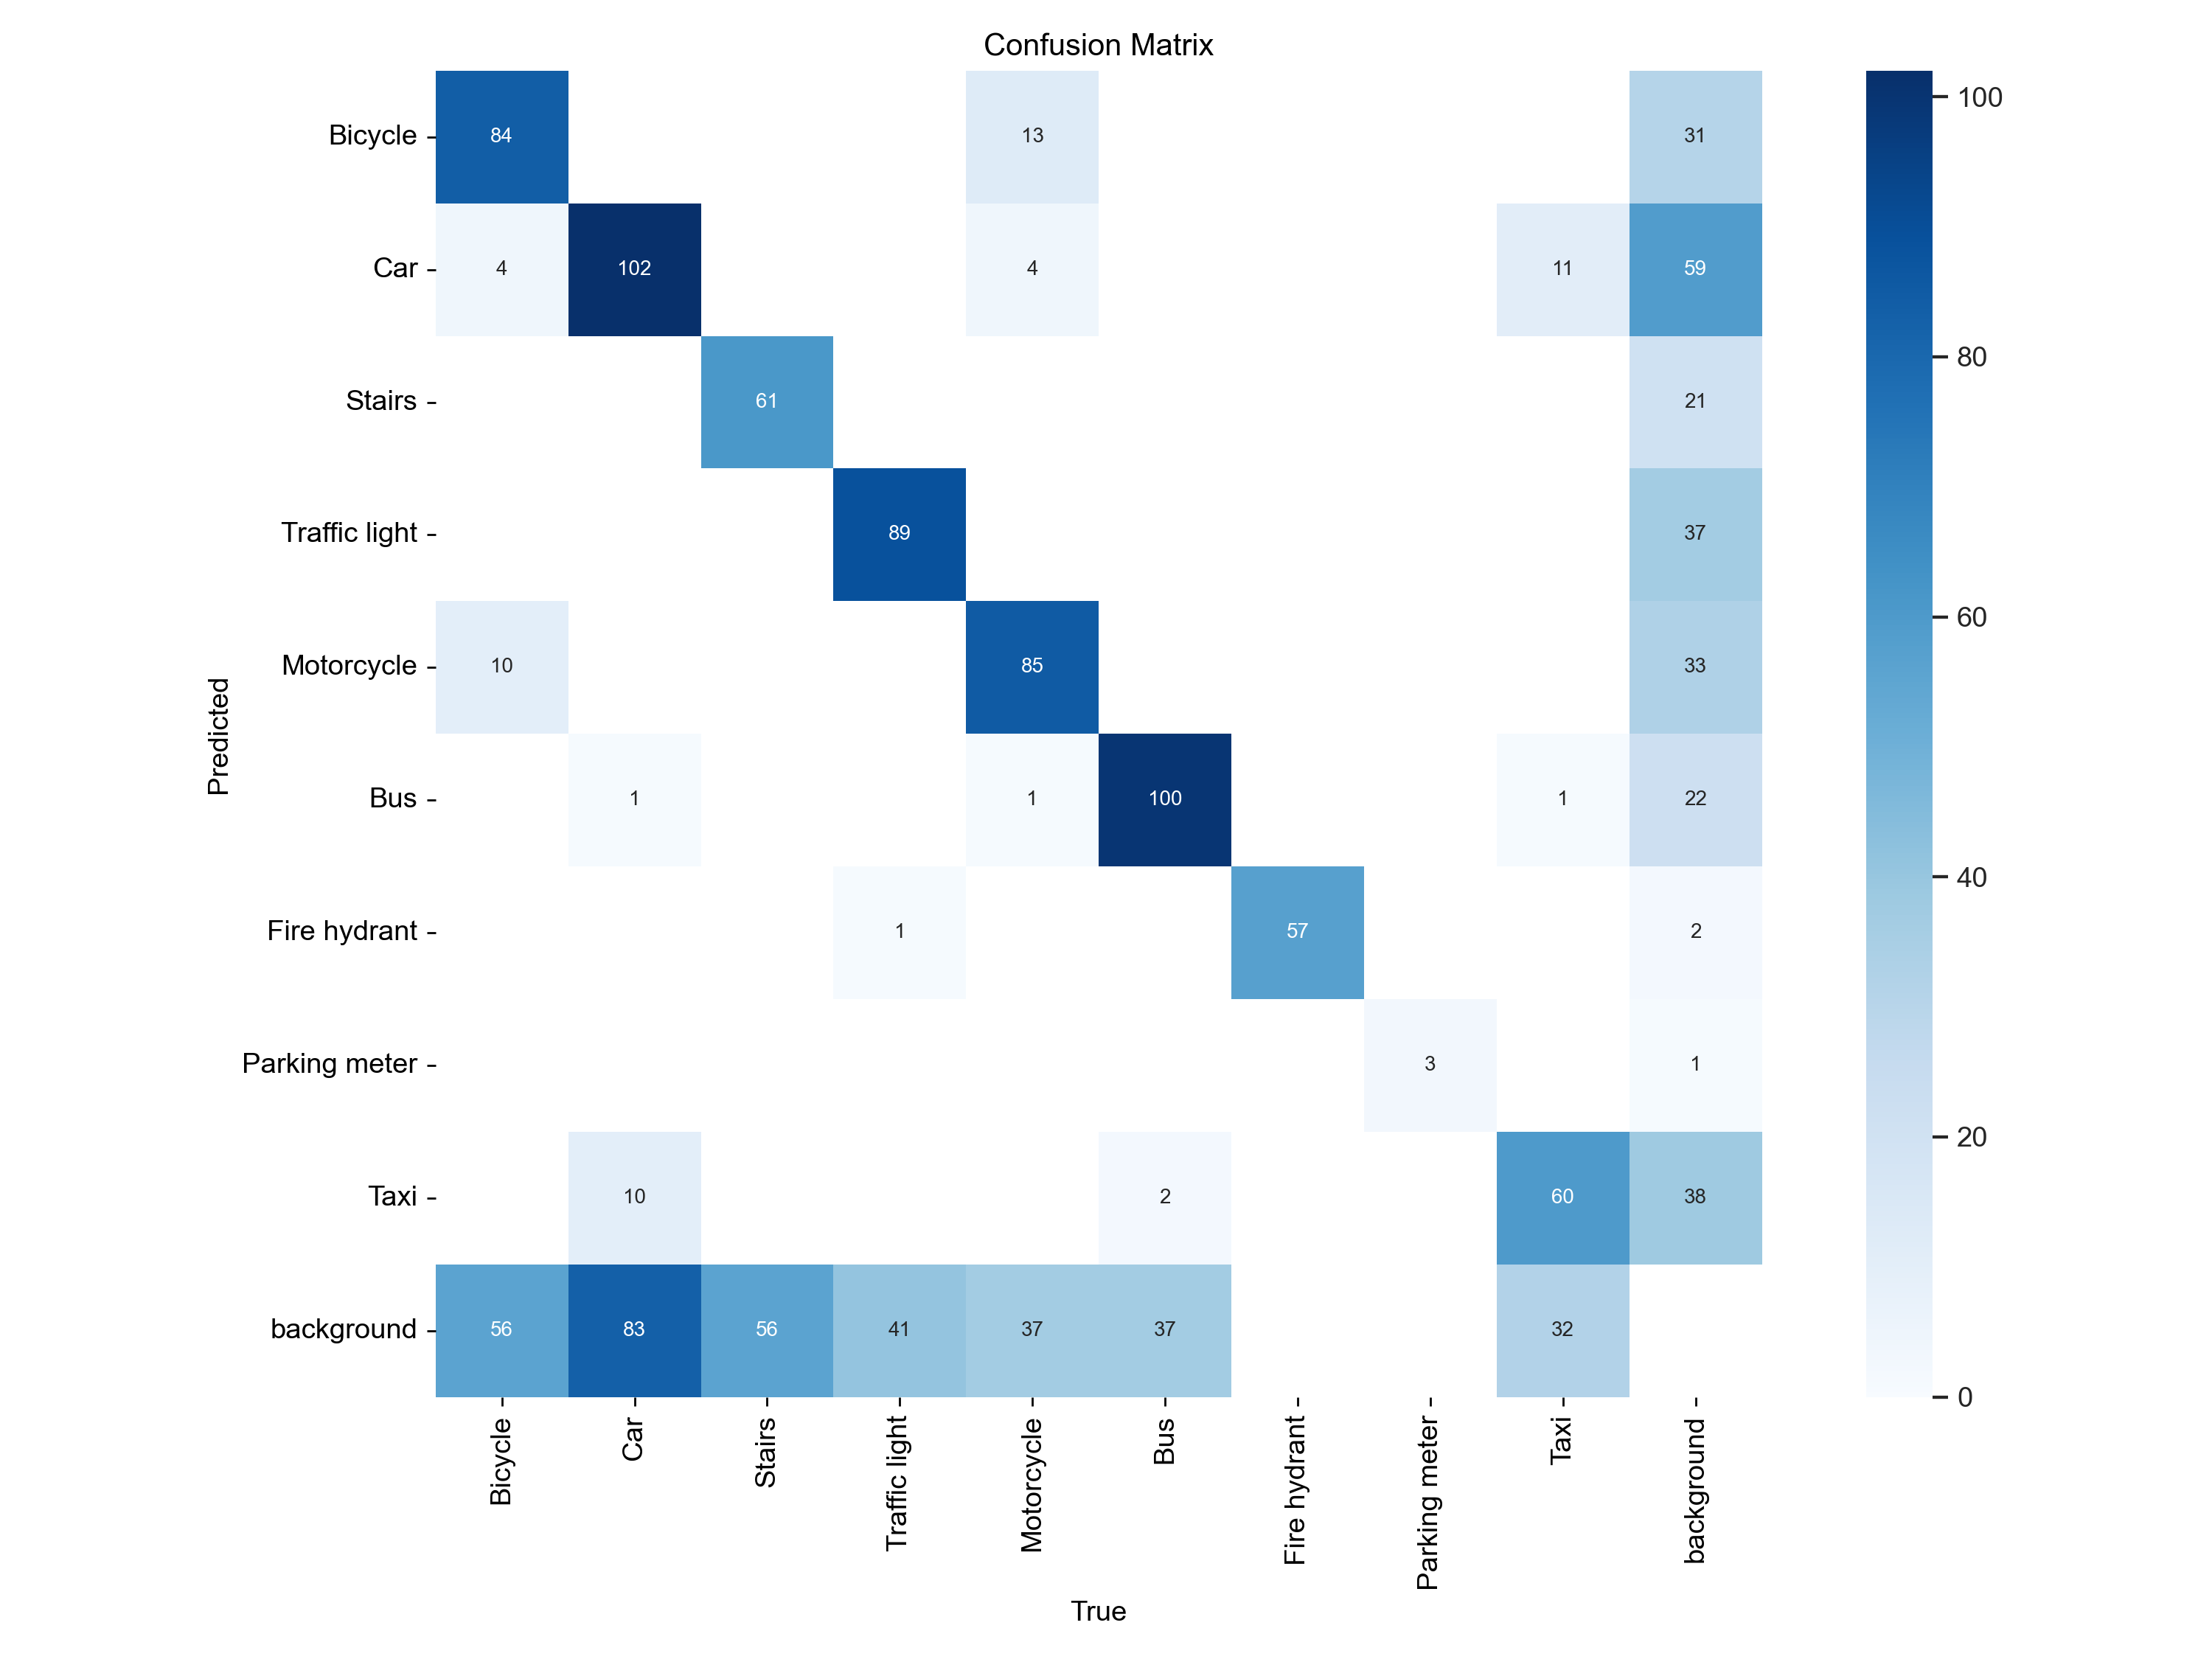 Confusion Matrix
Bicycle 84 13 31
Car 4 102 4 11 59
Stairs 61 21
Traffic light 89 37
Motorcycle 10 85 33
Bus 1 1 100 1 22
Fire hydrant 1 57 2
Parking meter 3 1
Taxi 10 2 60 38
background 56 83 56 41 37 37 32
Predicted
Bicycle Car Stairs Traffic light Motorcycle Bus Fire hydrant Parking meter Taxi background
True
100
80
60
40
20
0